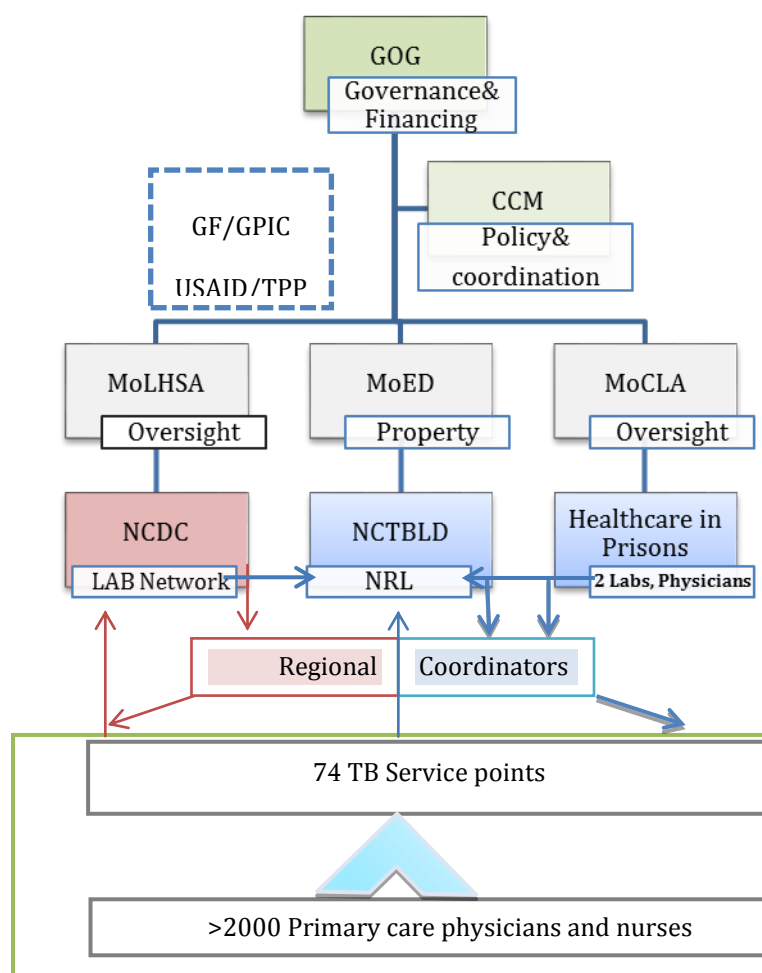 GOG
Governance&
Financing
GF/GPIC
USAID/TPP
CCM
Policy&
coordination
MoLHSA
Oversight
MoED
Property
MoCLA
Oversight
NCDC
LAB Network
NCTBLD
NRL
Healthcare in
Prisons
2 Labs, Physicians
Regional Coordinators
74 TB Service points
>2000 Primary care physicians and nurses